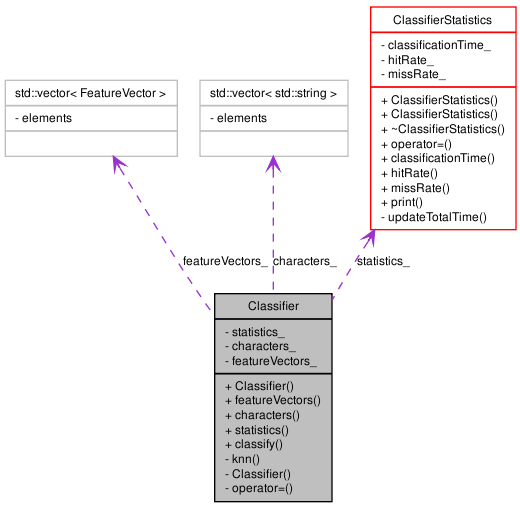 ClassifierStatistics
- classificationTime_
- hitRate_
- missRate_
+ ClassifierStatistics()
+ ClassifierStatistics()
+ ~ClassifierStatistics()
+ operator=()
+ classificationTime()
+ hitRate()
+ missRate()
+ print()
- updateTotalTime()
std::vector< FeatureVector >
- elements
std::vector< std::string >
- elements
featureVectors_
characters_
statistics_
Classifier
- statistics_
- characters_
- featureVectors_
+ Classifier()
+ featureVectors()
+ characters()
+ statistics()
+ classify()
- knn()
- Classifier()
- operator=()